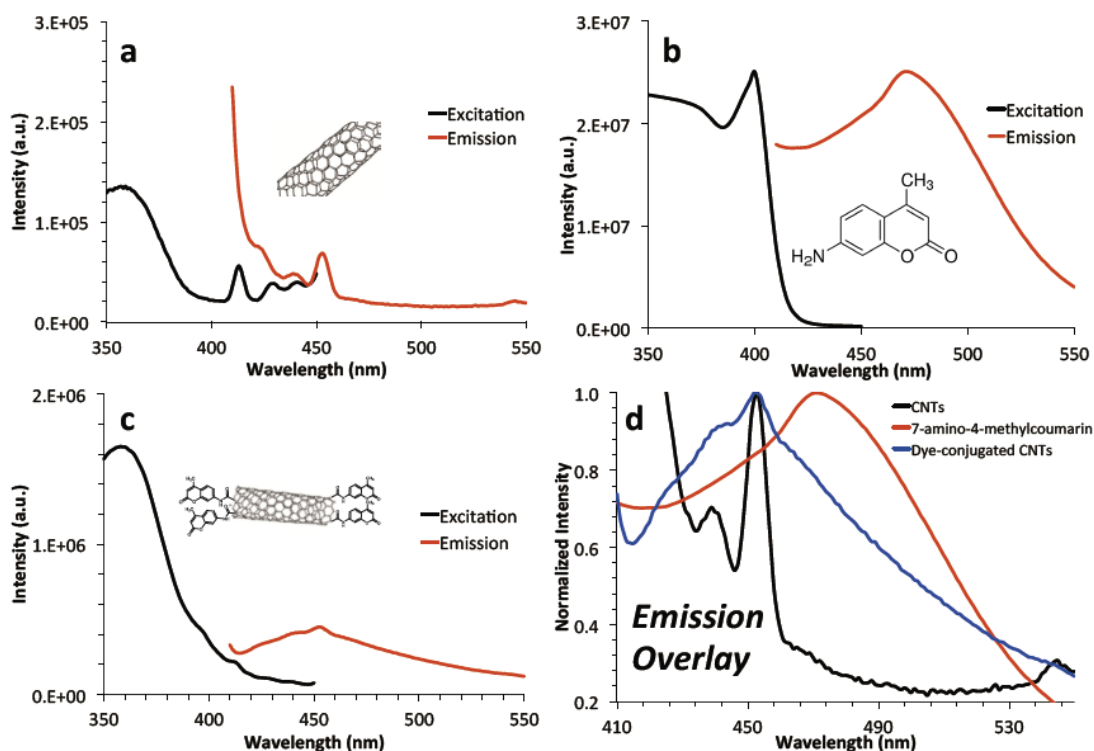 a
3.E+05
2.E+05
1.E+05
0.E+00
Intensity (a.u.)
350
400
450
500
550
Wavelength (nm)
Excitation
Emission
b
3.E+07
2.E+07
1.E+07
0.E+00
Intensity (a.u.)
350
400
450
500
550
Wavelength (nm)
Excitation
Emission
CH3
H2N
O
O
c
2.E+06
1.E+06
0.E+00
Intensity (a.u.)
350
400
450
500
550
Wavelength (nm)
Excitation
Emission
d
1.0
0.8
0.6
0.4
0.2
Normalized Intensity
410
450
490
530
Wavelength (nm)
CNTs
7-amino-4-methylcoumarin
Dye-conjugated CNTs
Emission
Overlay